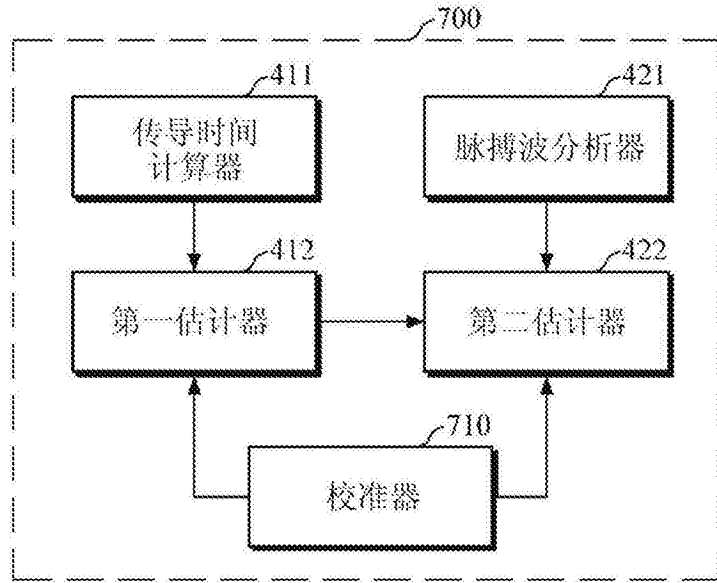 700
411
421
传导时间
计算器
脉搏波分析器
412
422
第一估计器
第二估计器
710
校准器